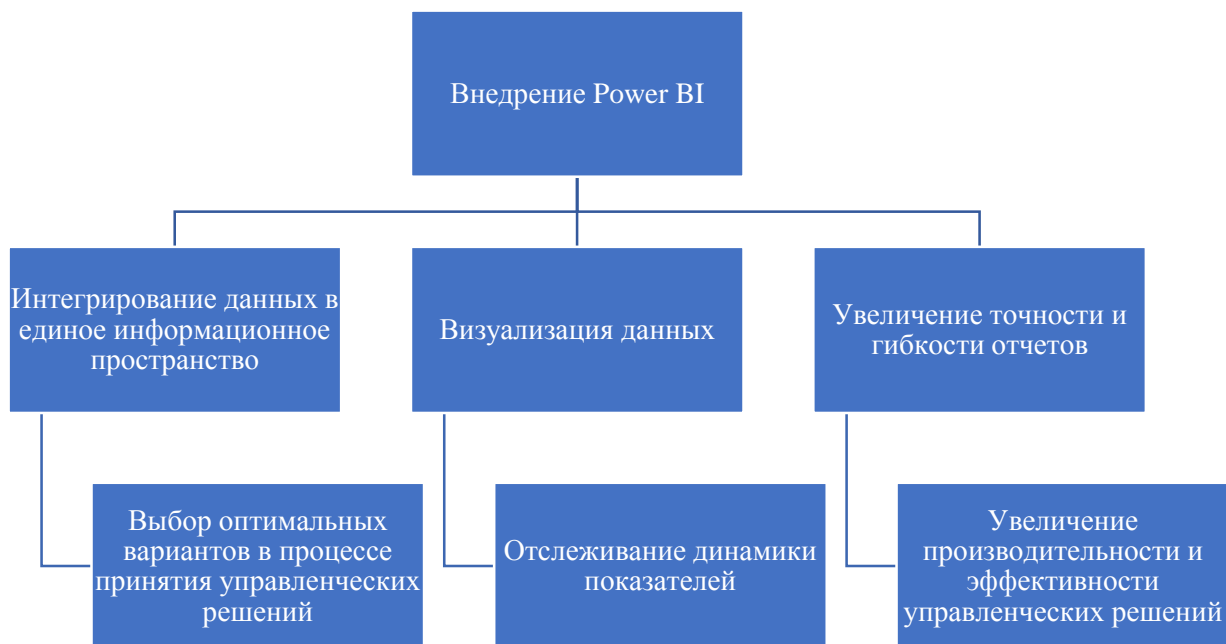 Внедрение Power BI
Интегрирование данных в
единое информационное
пространство
Визуализация данных
Увеличение точности и
гибкости отчетов
Выбор оптимальных
вариантов в процессе
принятия управленческих
решений
Отслеживание динамики
показателей
Увеличение
производительности и
эффективности
управленческих решений